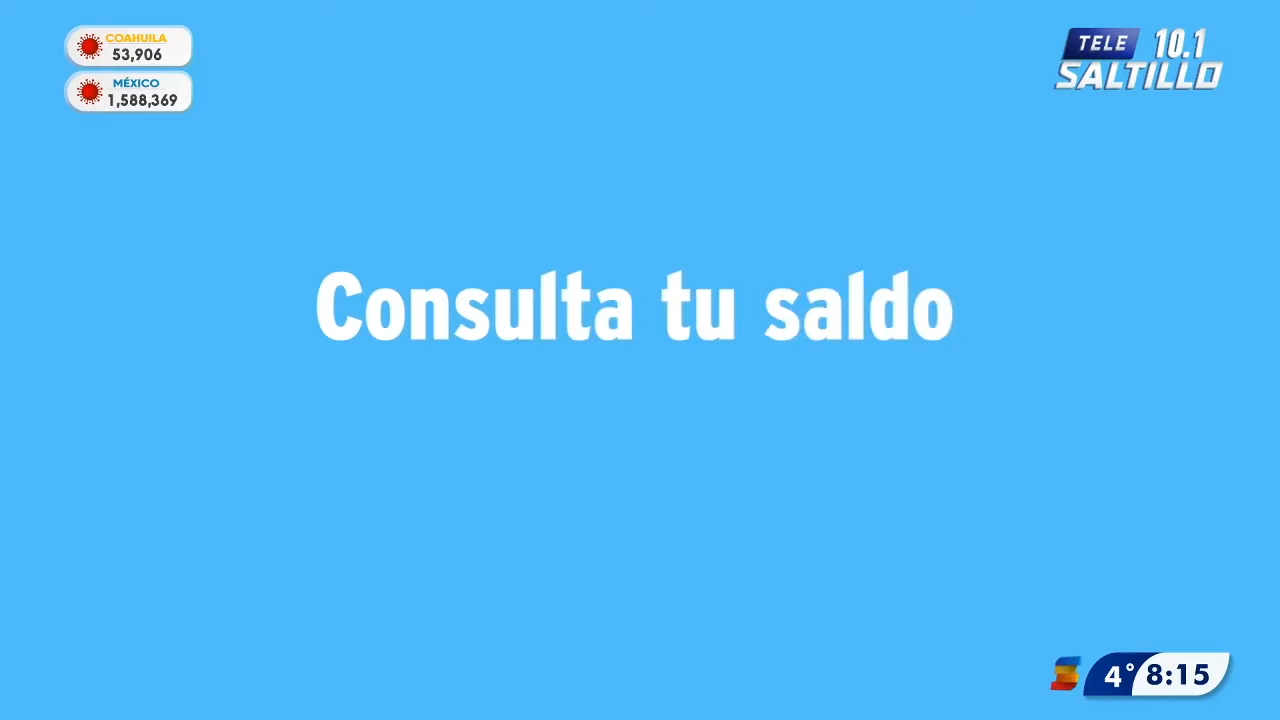 COAHUILA
53,906
MÉXICO
1,588,369
TELE 10.1
SALTILLO
Consulta tu saldo
4° 8:15